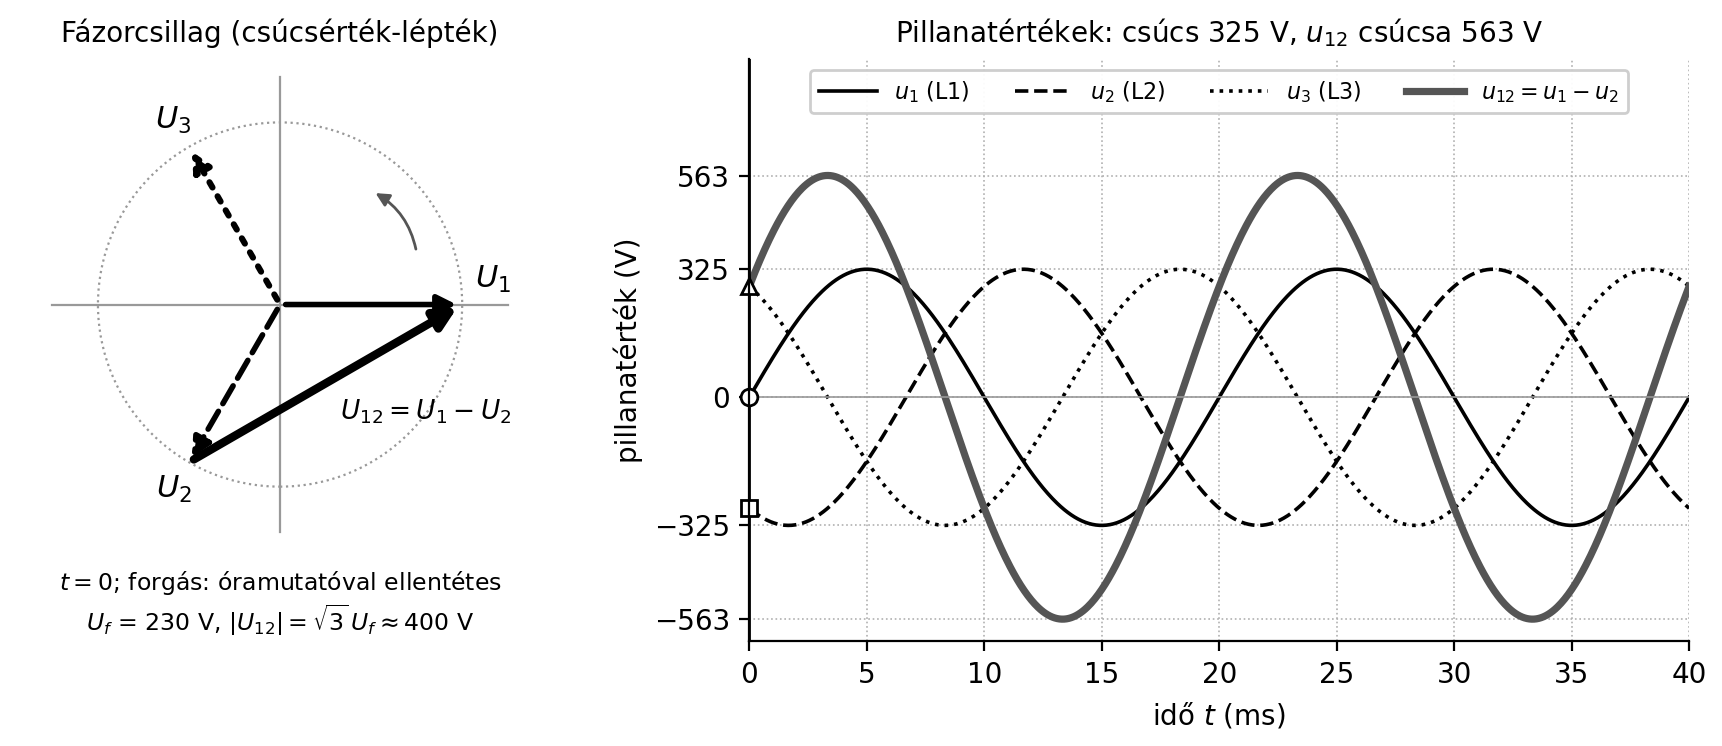 Fázorcsillag (csúcsérték-lépték)
U₃
U₁
U₁₂ = U₁ − U₂
U₂
t = 0; forgás: óramutatóval ellentétes
U_f = 230 V, |U₁₂| = √3 U_f ≈ 400 V
Pillanatértékek: csúcs 325 V, u₁₂ csúcsa 563 V
u₁ (L1) u₂ (L2) u₃ (L3) u₁₂ = u₁ − u₂
pillanatérték (V)
563
325
0
−325
−563
0 5 10 15 20 25 30 35 40
idő t (ms)